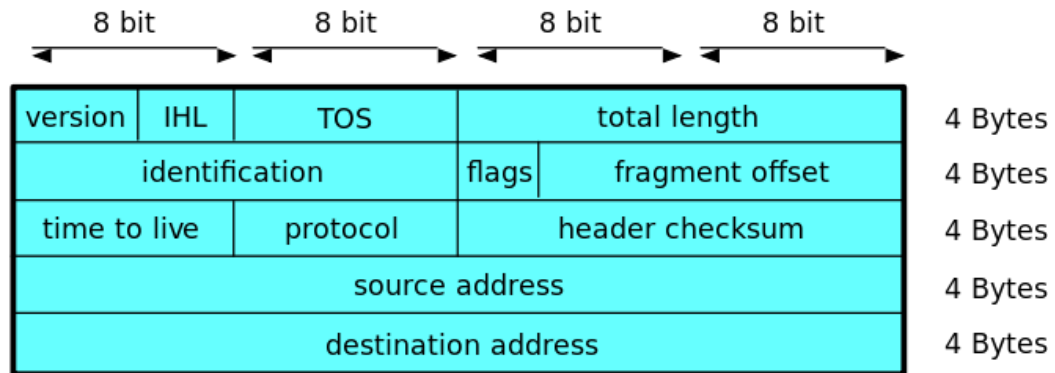 8 bit 8 bit 8 bit 8 bit
version IHL TOS total length 4 Bytes
identification flags fragment offset 4 Bytes
time to live protocol header checksum 4 Bytes
source address 4 Bytes
destination address 4 Bytes